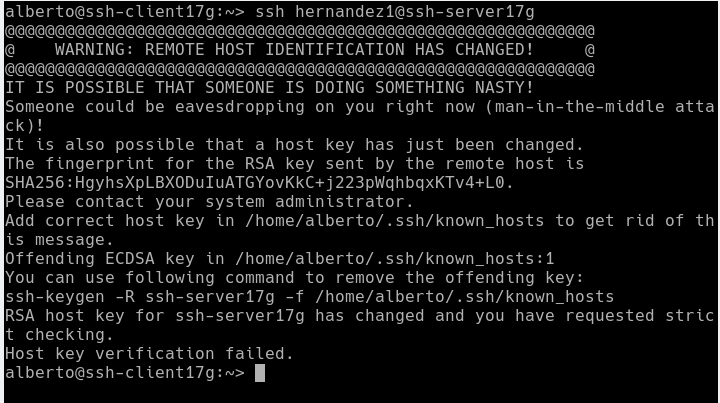 alberto@ssh-client17g:~> ssh hernandez1@ssh-server17g
@@@@@@@@@@@@@@@@@@@@@@@@@@@@@@@@@@@@@@@@@@@@@@@@@@@@@@@@@@@
@    WARNING: REMOTE HOST IDENTIFICATION HAS CHANGED!     @
@@@@@@@@@@@@@@@@@@@@@@@@@@@@@@@@@@@@@@@@@@@@@@@@@@@@@@@@@@@
IT IS POSSIBLE THAT SOMEONE IS DOING SOMETHING NASTY!
Someone could be eavesdropping on you right now (man-in-the-middle atta
ck)!
It is also possible that a host key has just been changed.
The fingerprint for the RSA key sent by the remote host is
SHA256:HgyhsXpLBXODuIuATGYovKkC+j223pWqhbqxKTv4+L0.
Please contact your system administrator.
Add correct host key in /home/alberto/.ssh/known_hosts to get rid of th
is message.
Offending ECDSA key in /home/alberto/.ssh/known_hosts:1
You can use following command to remove the offending key:
ssh-keygen -R ssh-server17g -f /home/alberto/.ssh/known_hosts
RSA host key for ssh-server17g has changed and you have requested stric
t checking.
Host key verification failed.
alberto@ssh-client17g:~>